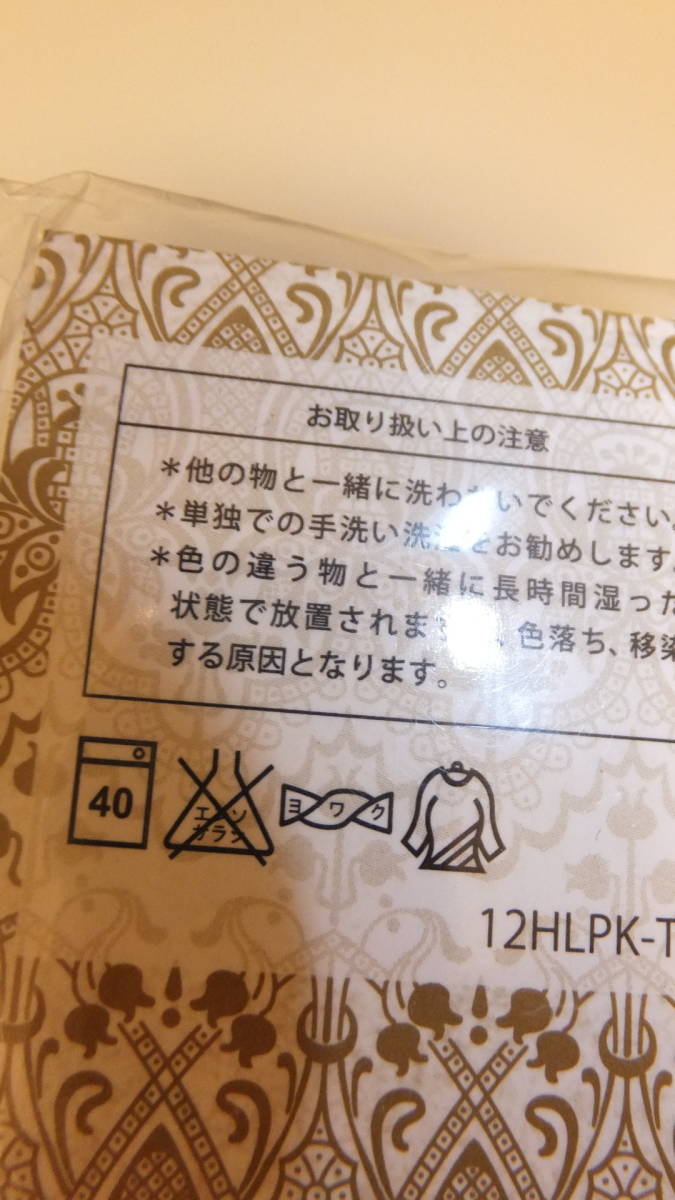 お取り扱い上の注意
＊他の物と一緒に洗わないでください。
＊単独での手洗い洗濯をお勧めします。
＊色の違う物と一緒に長時間湿った
状態で放置されま 、色落ち、移染
する原因となります。
40
エンソ
サラシ
ヨワク
12HLPK-T